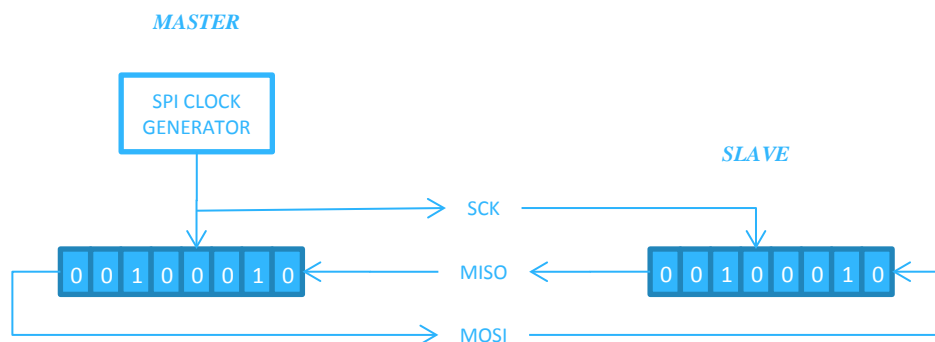 MASTER
SPI CLOCK
GENERATOR
SLAVE
SCK
0 0 1 0 0 0 1 0
MISO
0 0 1 0 0 0 1 0
MOSI